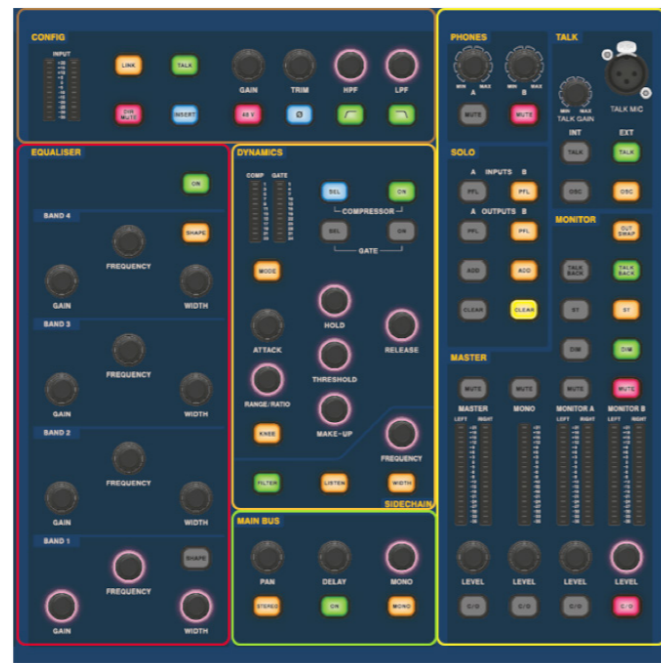 CONFIG
INPUT
LINK
TALK
GAIN
TRIM
HPF
LPF
DIR MUTE
INSERT
48 V
Ø
EQUALISER
ON
BAND 4
SHAPE
FREQUENCY
GAIN
WIDTH
BAND 3
FREQUENCY
GAIN
WIDTH
BAND 2
FREQUENCY
GAIN
WIDTH
BAND 1
SHAPE
FREQUENCY
GAIN
WIDTH
DYNAMICS
COMP GATE
SEL
ON
COMPRESSOR
SEL
ON
GATE
MODE
HOLD
ATTACK
RELEASE
THRESHOLD
RANGE/RATIO
MAKE-UP
KNEE
FREQUENCY
FILTER
LISTEN
WIDTH
SIDECHAIN
MAIN BUS
PAN
DELAY
MONO
STEREO
ON
MONO
PHONES
MIN MAX
MIN MAX
A
B
MUTE
MUTE
TALK
MIN MAX
TALK GAIN
TALK MIC
INT
EXT
TALK
TALK
OSC
OSC
SOLO
A INPUTS B
PFL
PFL
A OUTPUTS B
PFL
PFL
ADD
ADD
CLEAR
CLEAR
MONITOR
OUT SWAP
TALK BACK
TALK BACK
ST
ST
DIM
DIM
MASTER
MUTE
MUTE
MUTE
MUTE
MASTER
MONO
MONITOR A
MONITOR B
LEFT RIGHT
LEFT RIGHT
LEFT RIGHT
LEVEL
LEVEL
LEVEL
LEVEL
C/O
C/O
C/O
C/O